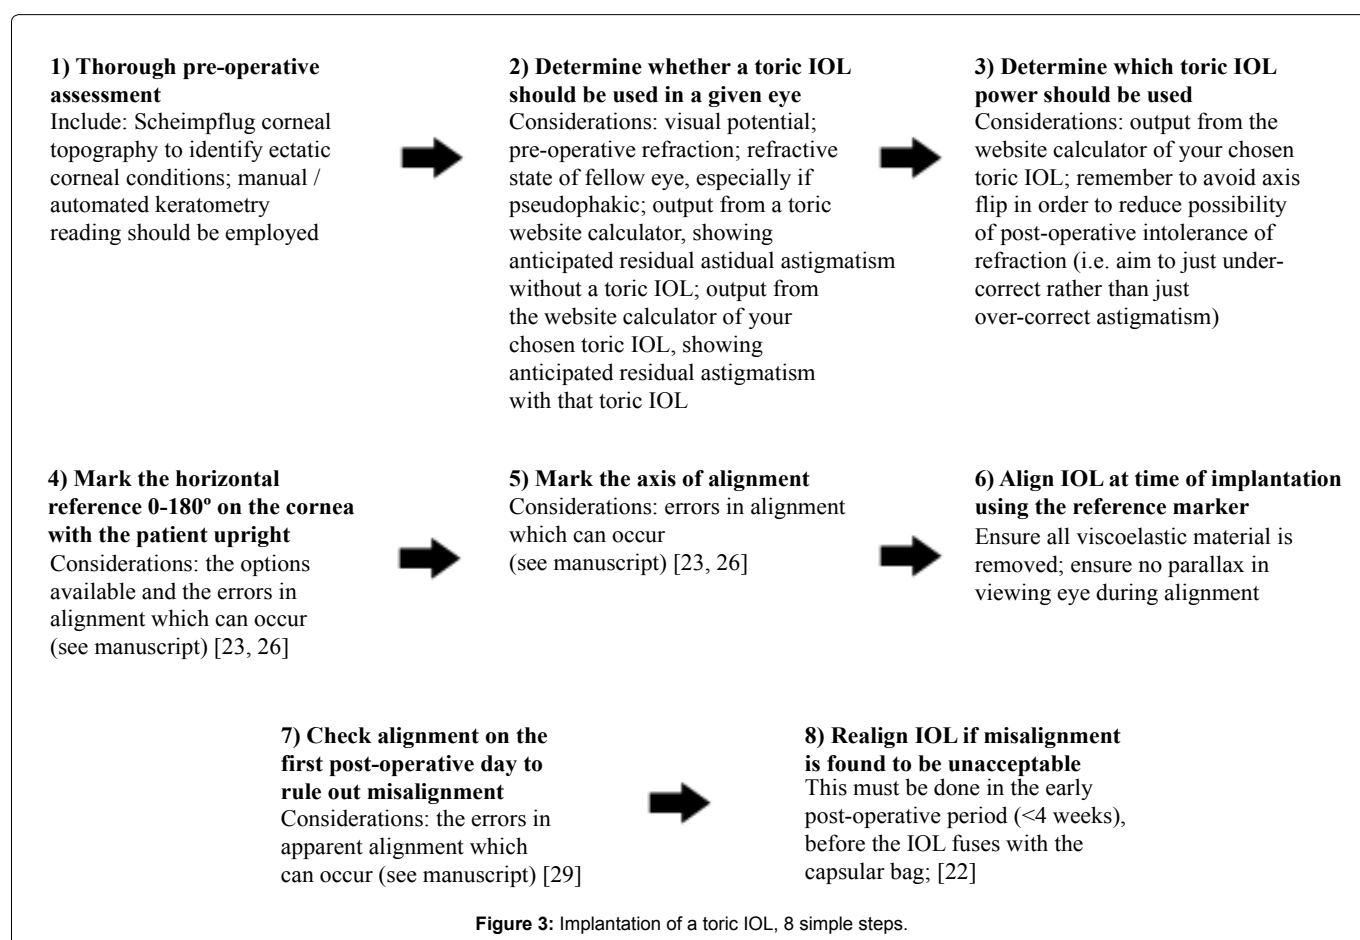 1) Thorough pre-operative
assessment
Include: Scheimpflug corneal
topography to identify ectatic
corneal conditions; manual /
automated keratometry
reading should be employed
2) Determine whether a toric IOL
should be used in a given eye
Considerations: visual potential;
pre-operative refraction; refractive
state of fellow eye, especially if
pseudophakic; output from a toric
website calculator, showing
anticipated residual astidual astigmatism
without a toric IOL; output from
the website calculator of your
chosen toric IOL, showing
anticipated residual astigmatism
with that toric IOL
3) Determine which toric IOL
power should be used
Considerations: output from the
website calculator of your chosen
toric IOL; remember to avoid axis
flip in order to reduce possibility
of post-operative intolerance of
refraction (i.e. aim to just under-
correct rather than just
over-correct astigmatism)
4) Mark the horizontal
reference 0-180º on the cornea
with the patient upright
Considerations: the options
available and the errors in
alignment which can occur
(see manuscript) [23, 26]
5) Mark the axis of alignment
Considerations: errors in alignment
which can occur
(see manuscript) [23, 26]
6) Align IOL at time of implantation
using the reference marker
Ensure all viscoelastic material is
removed; ensure no parallax in
viewing eye during alignment
7) Check alignment on the
first post-operative day to
rule out misalignment
Considerations: the errors in
apparent alignment which
can occur (see manuscript) [29]
8) Realign IOL if misalignment
is found to be unacceptable
This must be done in the early
post-operative period (<4 weeks),
before the IOL fuses with the
capsular bag; [22]
Figure 3: Implantation of a toric IOL, 8 simple steps.